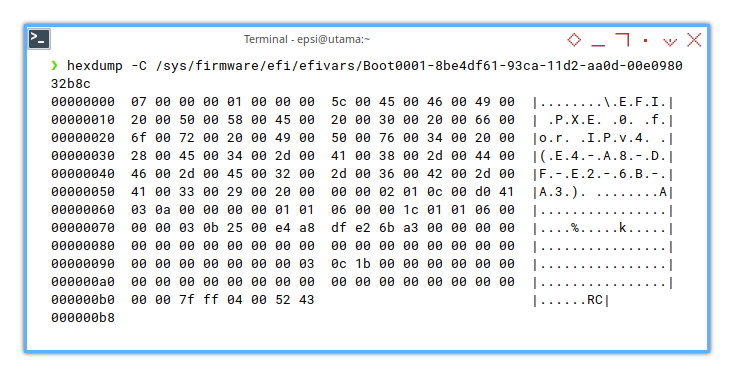 Terminal - epsi@utama:~
❯ hexdump -C /sys/firmware/efi/efivars/Boot0001-8be4df61-93ca-11d2-aa0d-00e0980
32b8c
00000000  07 00 00 00 01 00 00 00  5c 00 45 00 46 00 49 00  |........\.E.F.I.|
00000010  20 00 50 00 58 00 45 00  20 00 30 00 20 00 66 00  | .P.X.E. .0. .f.|
00000020  6f 00 72 00 20 00 49 00  50 00 76 00 34 00 20 00  |o.r. .I.P.v.4. .|
00000030  28 00 45 00 34 00 2d 00  41 00 38 00 2d 00 44 00  |(.E.4.-.A.8.-.D.|
00000040  46 00 2d 00 45 00 32 00  2d 00 36 00 42 00 2d 00  |F.-.E.2.-.6.B.-.|
00000050  41 00 33 00 29 00 20 00  00 00 02 01 0c 00 d0 41  |A.3.). ........A|
00000060  03 0a 00 00 00 00 01 01  06 00 00 1c 01 01 06 00  |................|
00000070  00 00 03 0b 25 00 e4 a8  df e2 6b a3 00 00 00 00  |....%.....k.....|
00000080  00 00 00 00 00 00 00 00  00 00 00 00 00 00 00 00  |................|
00000090  00 00 00 00 00 00 00 03  0c 1b 00 00 00 00 00 00  |................|
000000a0  00 00 00 00 00 00 00 00  00 00 00 00 00 00 00 00  |................|
000000b0  00 00 7f ff 04 00 52 43                           |......RC|
000000b8